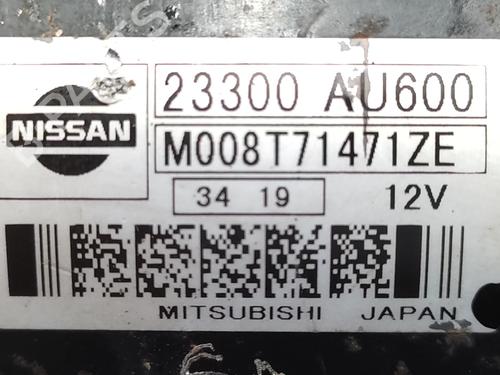 23300 AU600
NISSAN
M008T71471ZE
34 19
12V
MITSUBISHI JAPAN